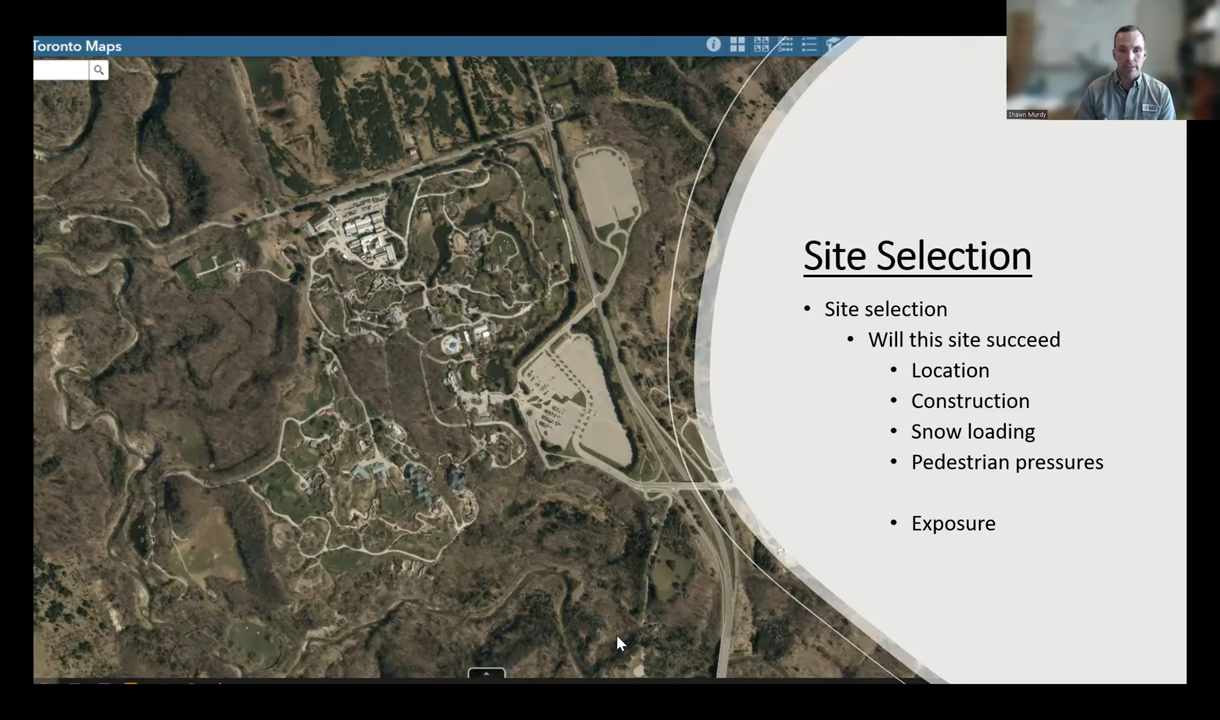 Toronto Maps
Shawn Murdy
Site Selection
• Site selection
• Will this site succeed
• Location
• Construction
• Snow loading
• Pedestrian pressures
• Exposure